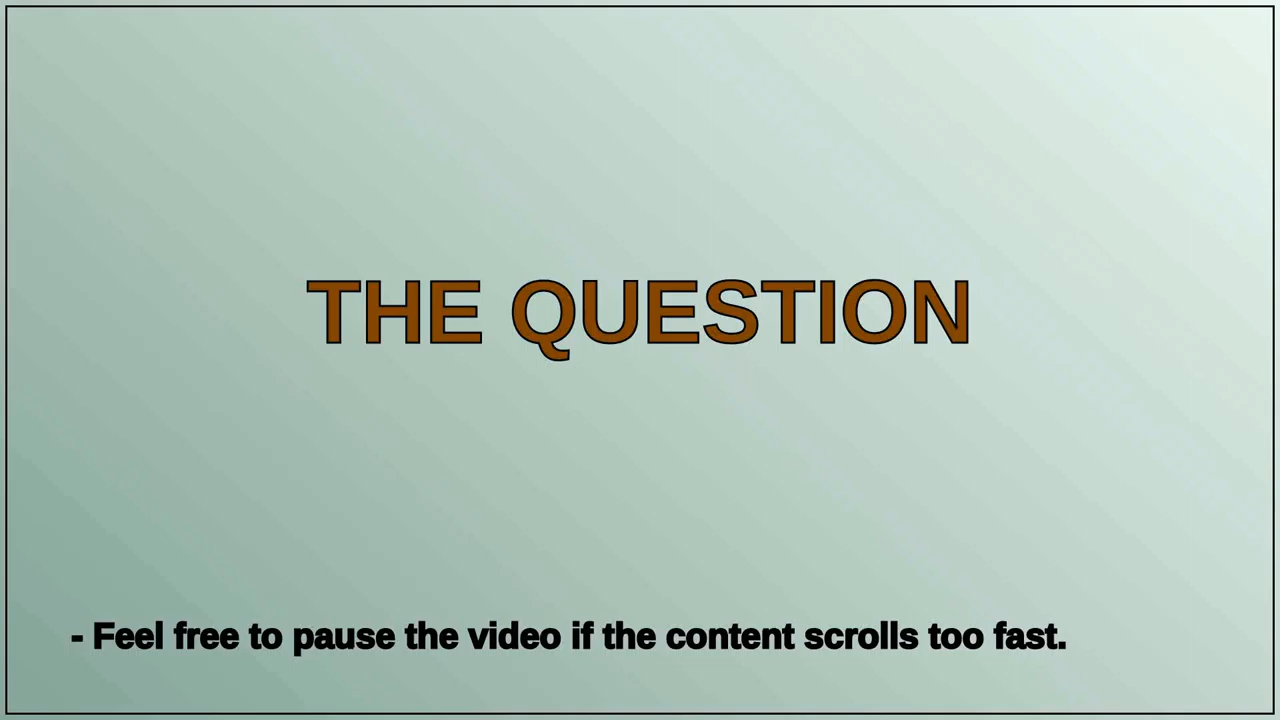 THE QUESTION
- Feel free to pause the video if the content scrolls too fast.